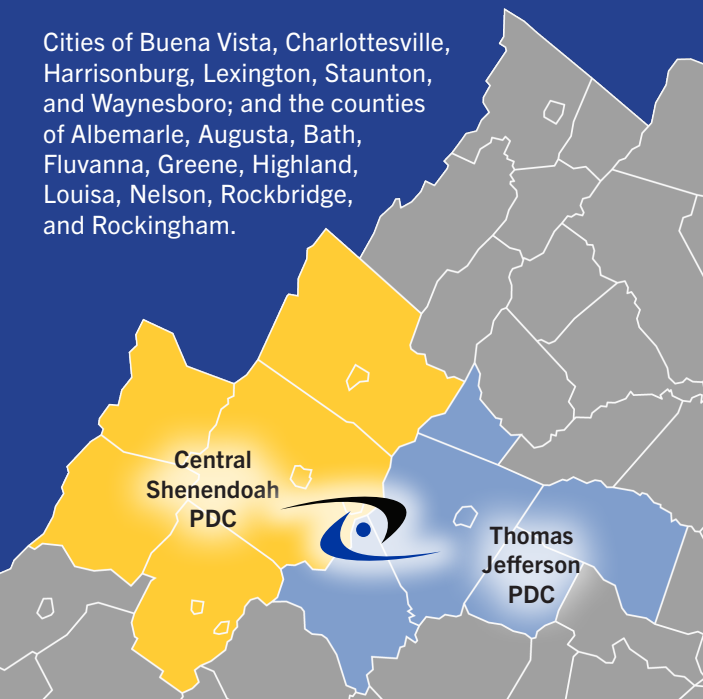 Cities of Buena Vista, Charlottesville,
Harrisonburg, Lexington, Staunton,
and Waynesboro; and the counties
of Albemarle, Augusta, Bath,
Fluvanna, Greene, Highland,
Louisa, Nelson, Rockbridge,
and Rockingham.
Central
Shenendoah
PDC
Thomas
Jefferson
PDC